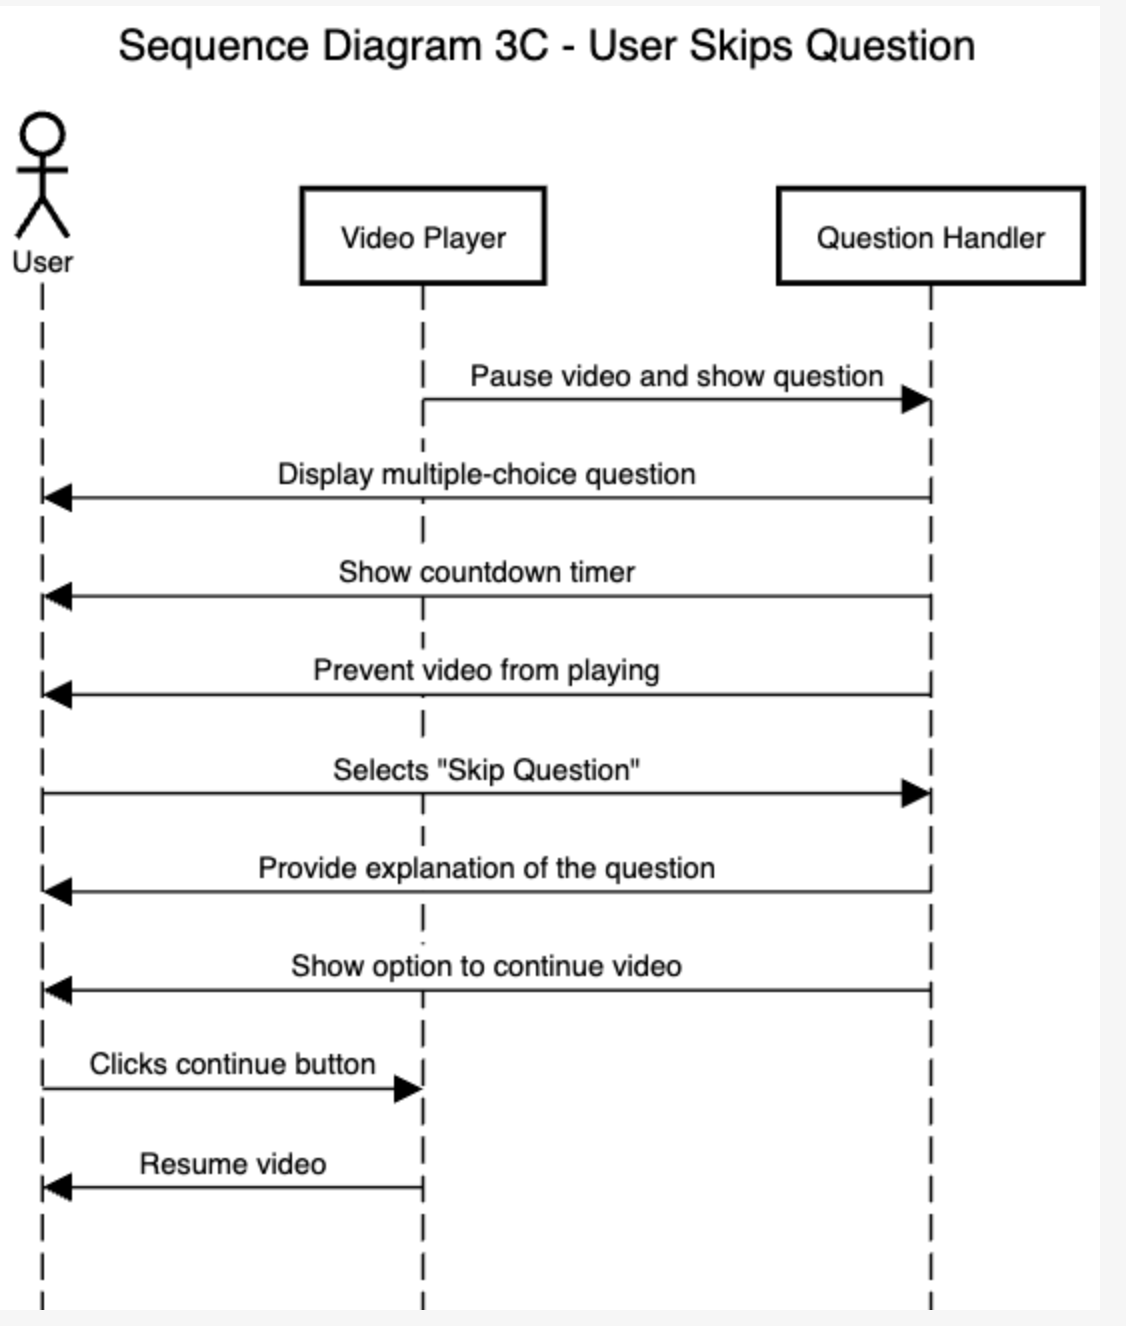 Sequence Diagram 3C - User Skips Question
User
Video Player
Question Handler
Pause video and show question
Display multiple-choice question
Show countdown timer
Prevent video from playing
Selects "Skip Question"
Provide explanation of the question
Show option to continue video
Clicks continue button
Resume video